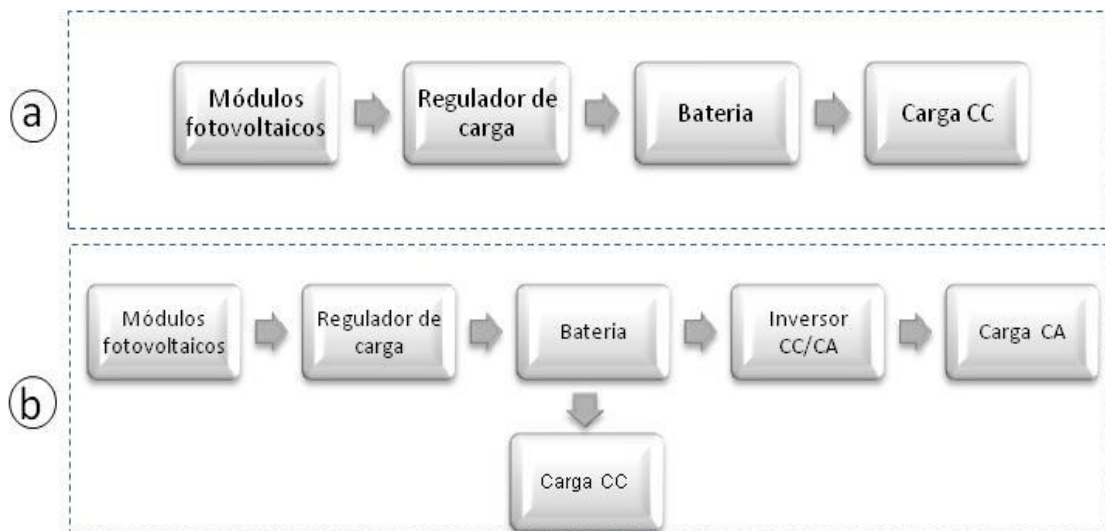 a
Módulos
fotovoltaicos
Regulador de
carga
Bateria
Carga CC
b
Módulos
fotovoltaicos
Regulador de
carga
Bateria
Inversor
CC/CA
Carga CA
Carga CC